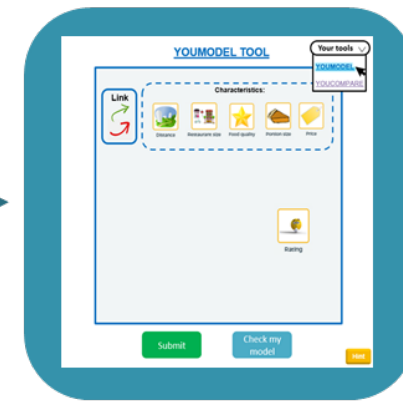 YOUMODEL TOOL
Your tools
YOUMODEL
YOUCOMPARE
Characteristics:
Link
Distance Restaurant size Food quality Portion size Price
Rating
Submit
Check my
model
Hint